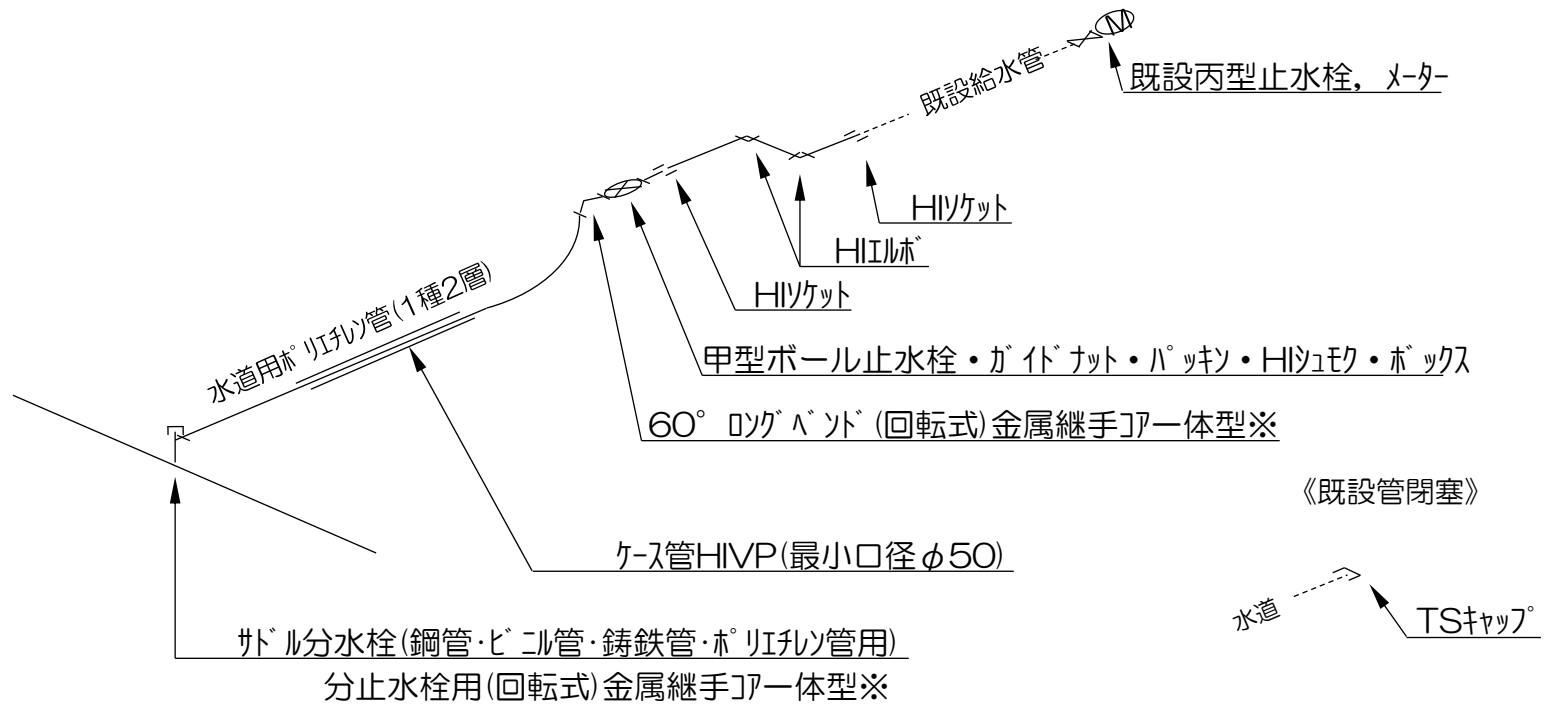 M
既設給水管
既設丙型止水栓，ﾒｰﾀｰ
HIｿｹｯﾄ
HIｴﾙﾎﾞ
HIｿｹｯﾄ
水道用ﾎﾟﾘｴﾁﾚﾝ管(1種2層)
甲型ボール止水栓・ｶﾞｲﾄﾞﾅｯﾄ・ﾊﾟｯｷﾝ・HIｼｭﾓｸ・ﾎﾞｯｸｽ
60°ﾛﾝｸﾞﾍﾞﾝﾄﾞ(回転式)金属継手ｺｱ一体型※
《既設管閉塞》
ｹｰｽ管HIVP(最小口径φ50)
水道
TSｷｬｯﾌﾟ
ｻﾄﾞﾙ分水栓(鋼管･ﾋﾞﾆﾙ管･鋳鉄管･ﾎﾟﾘｴﾁﾚﾝ管用)
分止水栓用(回転式)金属継手ｺｱ一体型※